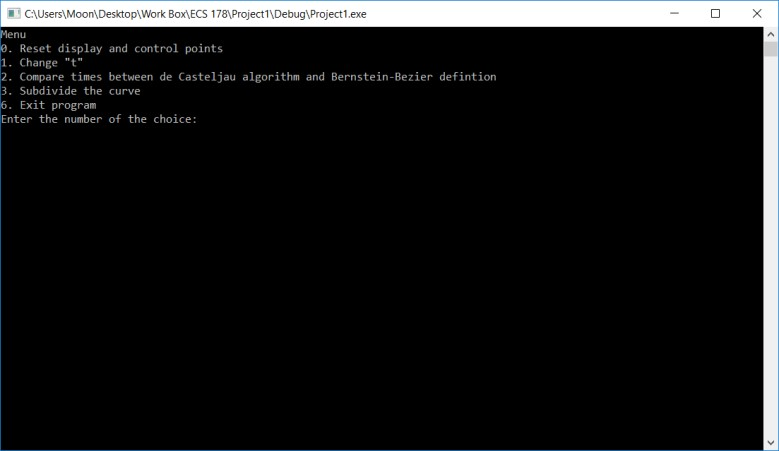 C:\Users\Moon\Desktop\Work Box\ECS 178\Project1\Debug\Project1.exe
Menu
0. Reset display and control points
1. Change "t"
2. Compare times between de Casteljau algorithm and Bernstein-Bezier defintion
3. Subdivide the curve
6. Exit program
Enter the number of the choice: